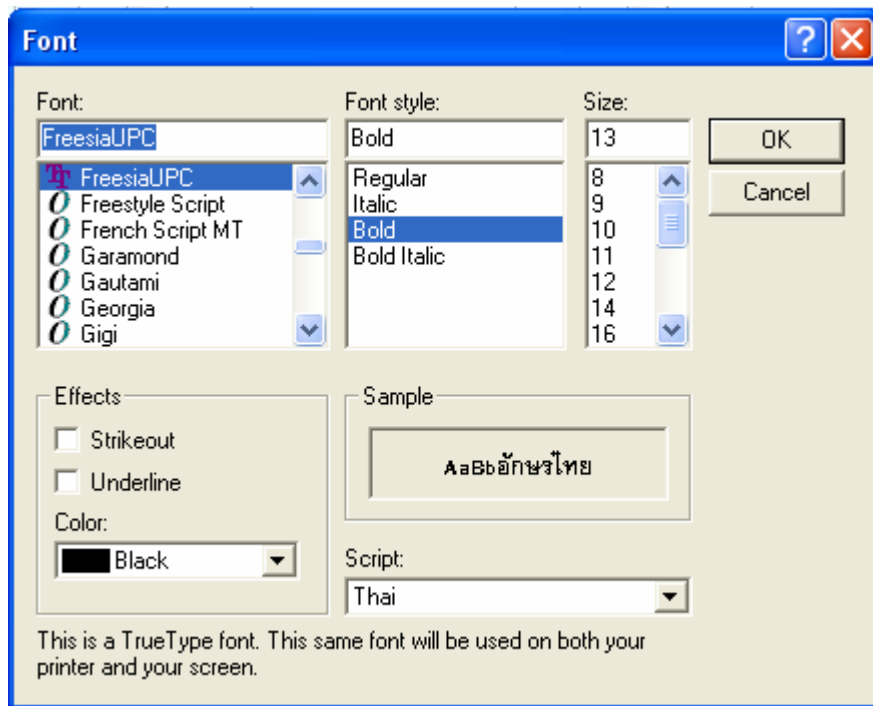 Font
Font:
FreesiaUPC
FreesiaUPC
Freestyle Script
French Script MT
Garamond
Gautami
Georgia
Gigi
Font style:
Bold
Regular
Italic
Bold
Bold Italic
Size:
13
8
9
10
11
12
14
16
OK
Cancel
Effects
Strikeout
Underline
Color:
Black
Sample
AaBbอักษรไทย
Script:
Thai
This is a TrueType font. This same font will be used on both your
printer and your screen.